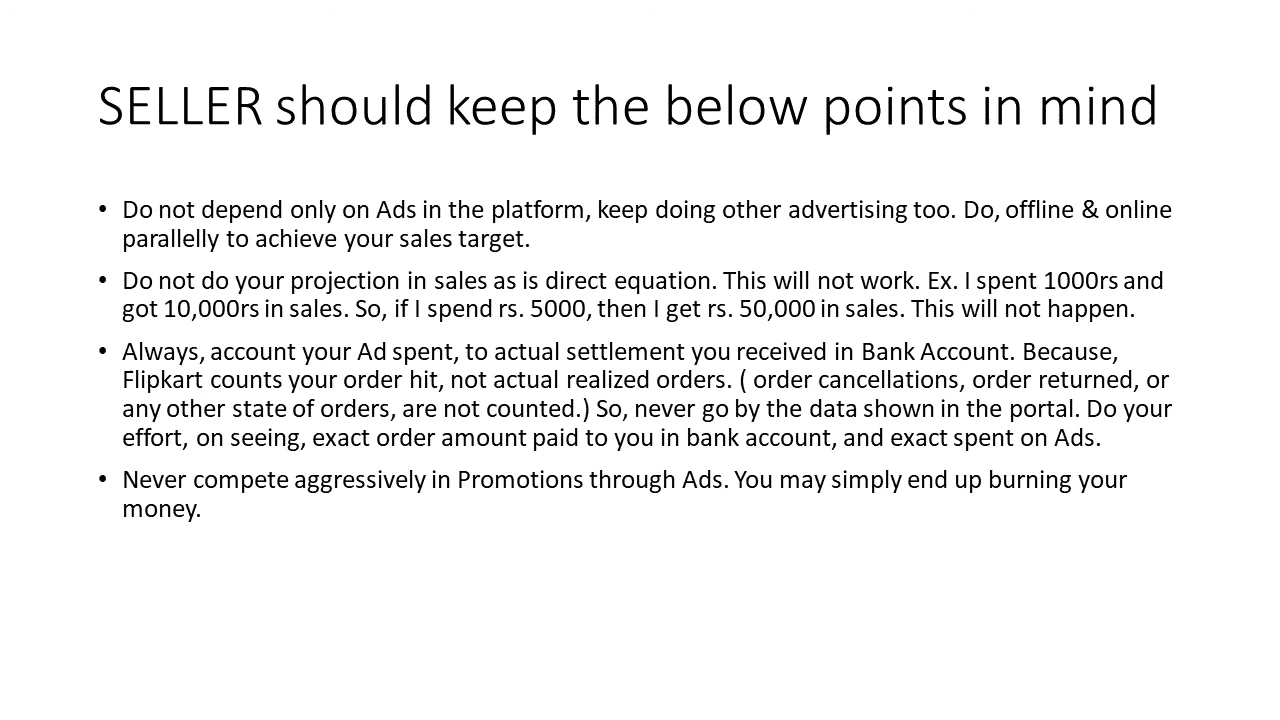 SELLER should keep the below points in mind
• Do not depend only on Ads in the platform, keep doing other advertising too. Do, offline & online
parallelly to achieve your sales target.
• Do not do your projection in sales as is direct equation. This will not work. Ex. I spent 1000rs and
got 10,000rs in sales. So, if I spend rs. 5000, then I get rs. 50,000 in sales. This will not happen.
• Always, account your Ad spent, to actual settlement you received in Bank Account. Because,
Flipkart counts your order hit, not actual realized orders. ( order cancellations, order returned, or
any other state of orders, are not counted.) So, never go by the data shown in the portal. Do your
effort, on seeing, exact order amount paid to you in bank account, and exact spent on Ads.
• Never compete aggressively in Promotions through Ads. You may simply end up burning your
money.